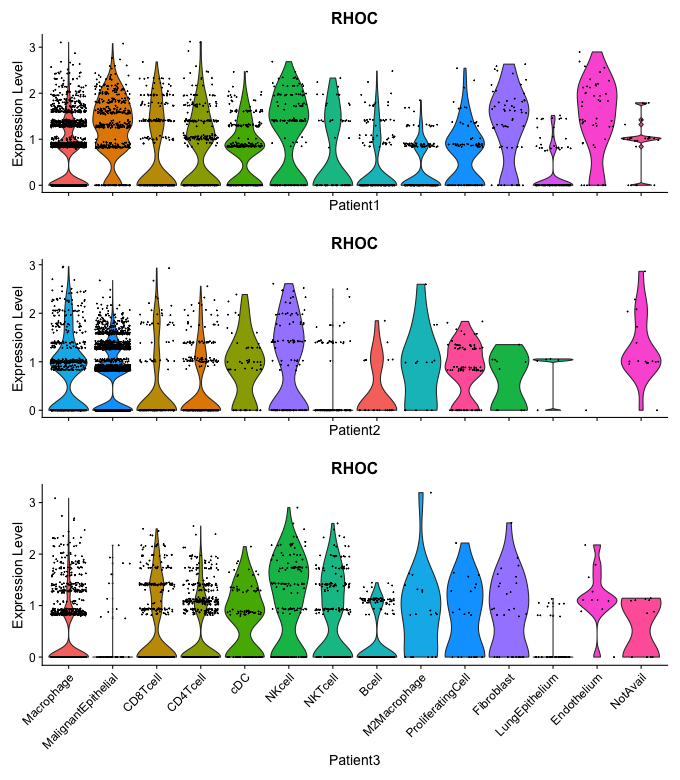 RHOC
Expression Level
3
2
1
0
Patient1
RHOC
Expression Level
3
2
1
0
Patient2
RHOC
Expression Level
3
2
1
0
Macrophage
MalignantEpithelial
CD8Tcell
CD4Tcell
cDC
NKcell
NKTcell
Bcell
M2Macrophage
ProliferatingCell
Fibroblast
LungEpithelium
Endothelium
NotAvail
Patient3